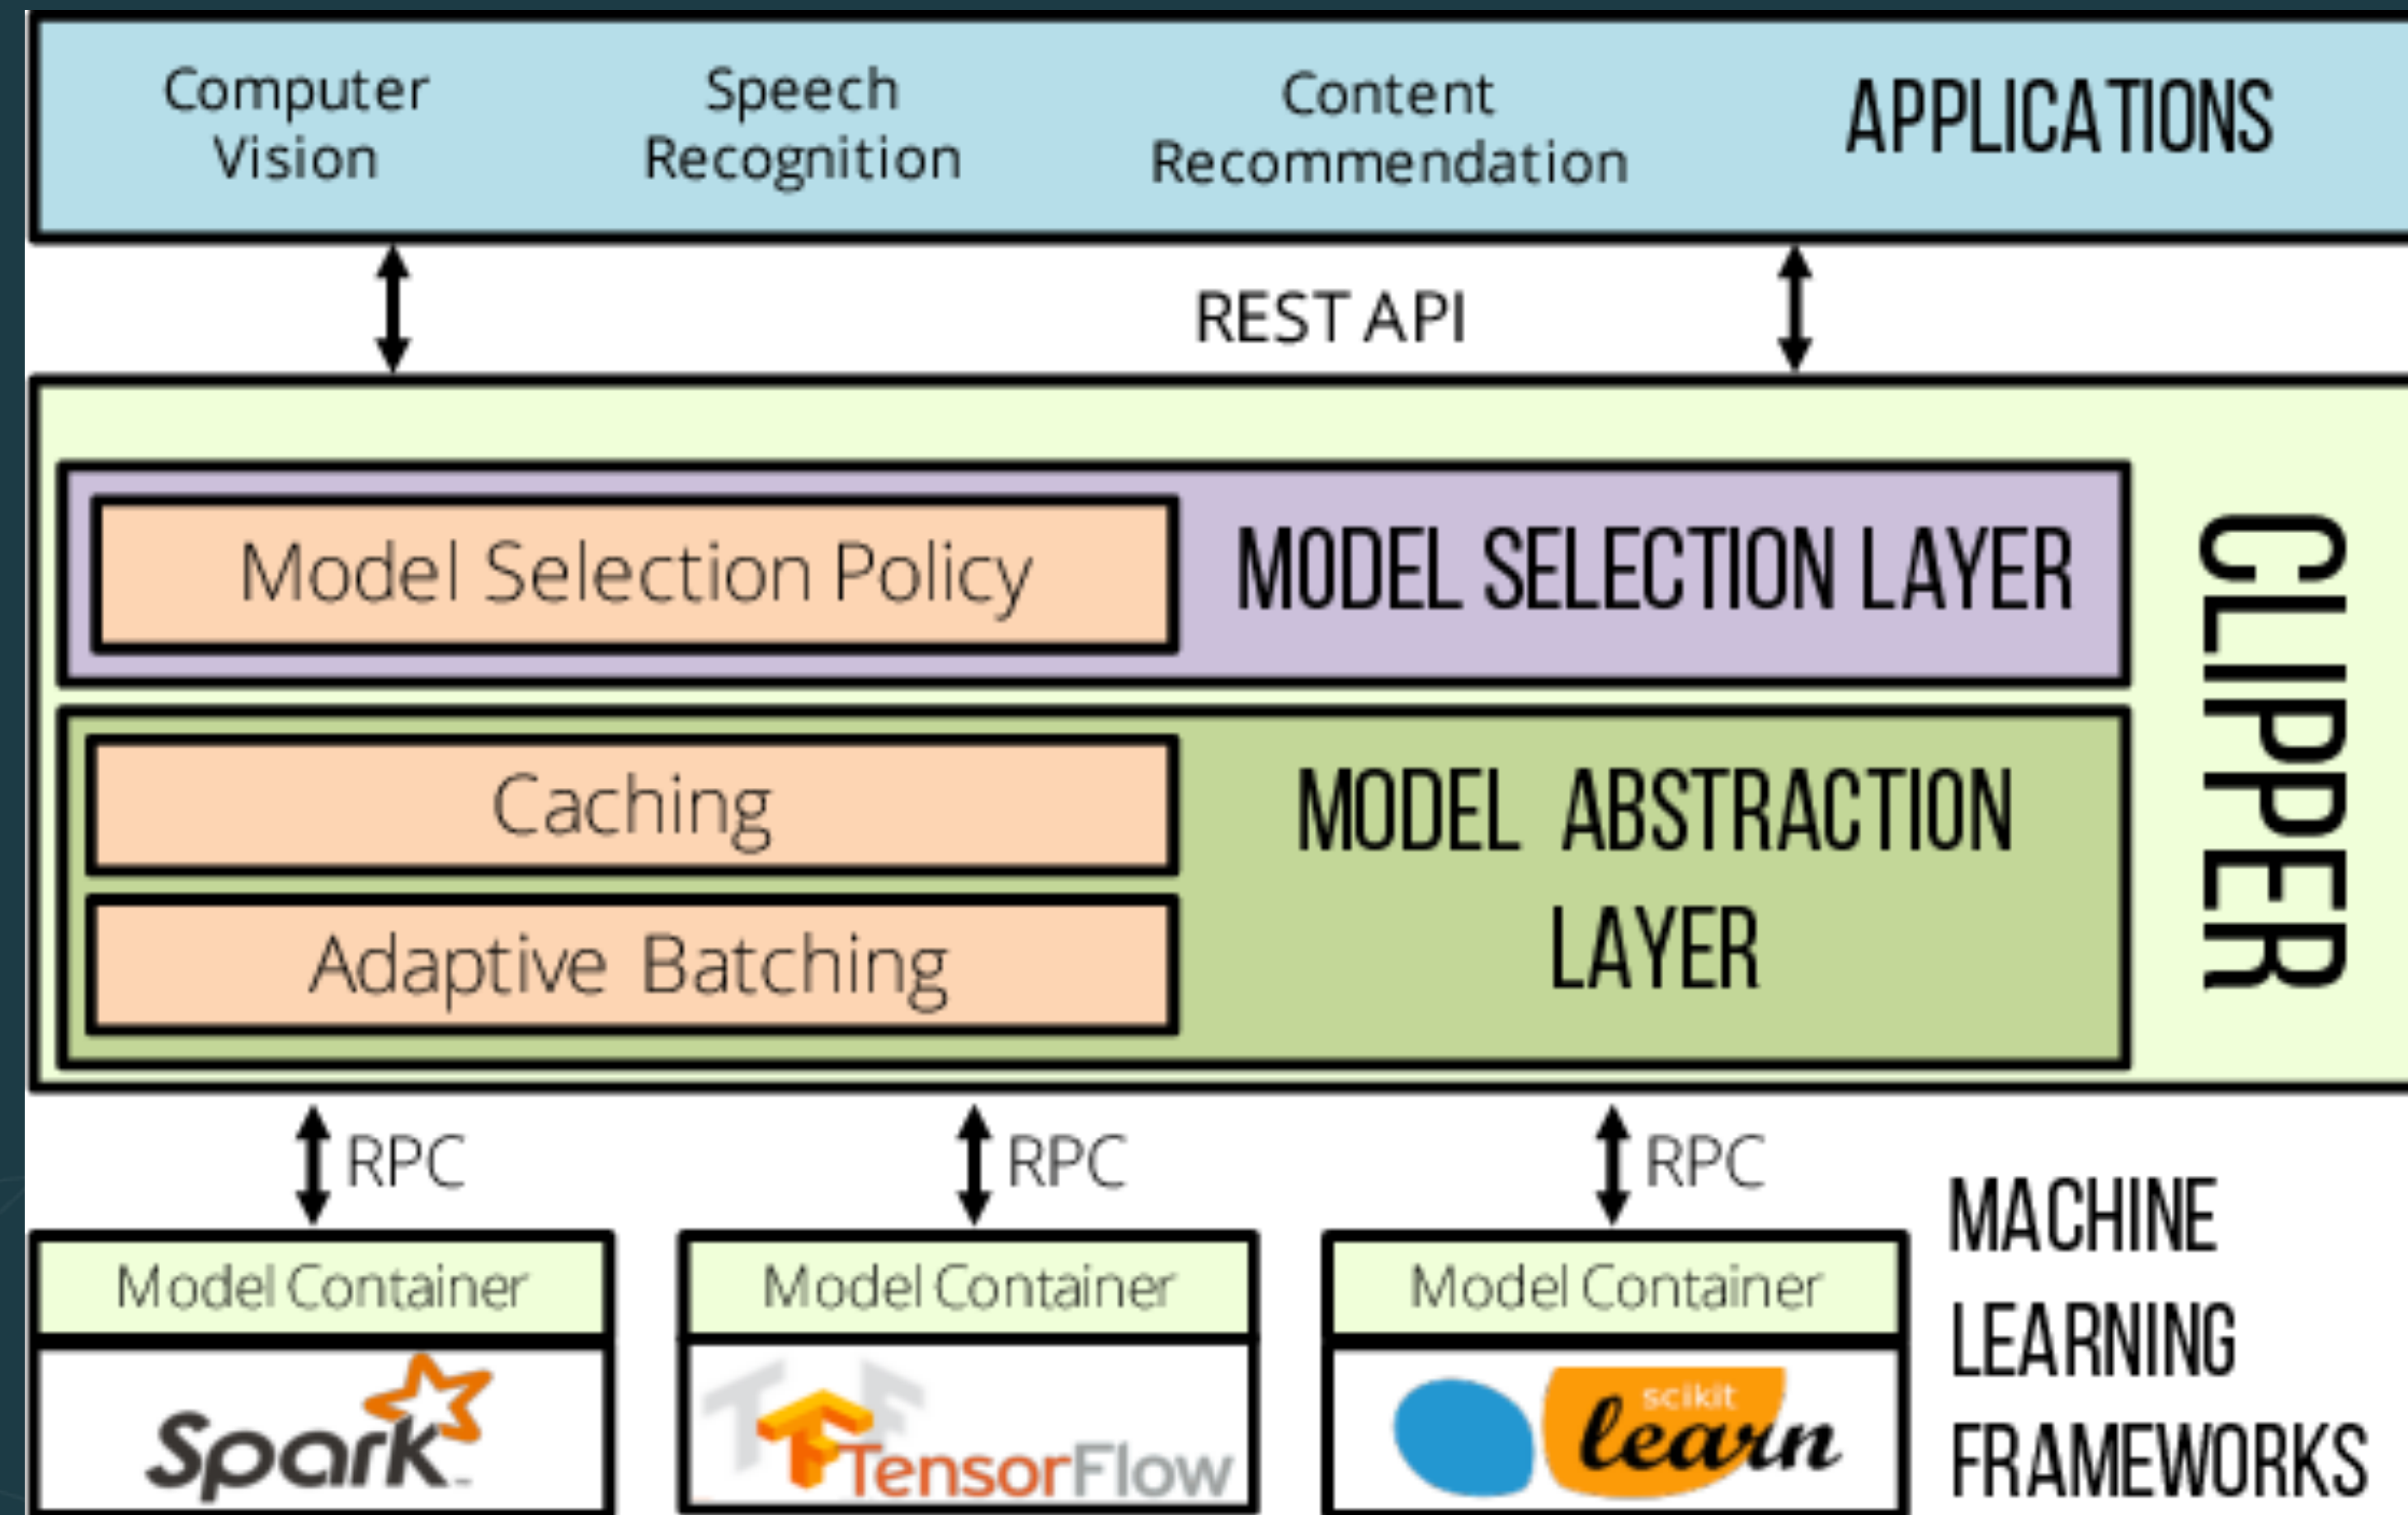 Computer
Vision
Speech
Recognition
Content
Recommendation
APPLICATIONS
REST API
Model Selection Policy
MODEL SELECTION LAYER
Caching
Adaptive Batching
MODEL ABSTRACTION
LAYER
CLIPPER
RPC
RPC
RPC
Model Container
Model Container
Model Container
Spark
TF
TensorFlow
scikit
learn
MACHINE
LEARNING
FRAMEWORKS